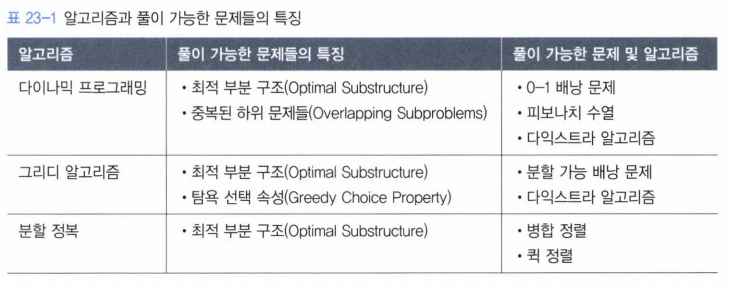 표 23-1 알고리즘과 풀이 가능한 문제들의 특징
알고리즘 풀이 가능한 문제들의 특징 풀이 가능한 문제 및 알고리즘
다이나믹 프로그래밍 • 최적 부분 구조(Optimal Substructure) • 0-1 배낭 문제
• 중복된 하위 문제들(Overlapping Subproblems) • 피보나치 수열
• 다익스트라 알고리즘
그리디 알고리즘 • 최적 부분 구조(Optimal Substructure) • 분할 가능 배낭 문제
• 탐욕 선택 속성(Greedy Choice Property) • 다익스트라 알고리즘
분할 정복 • 최적 부분 구조(Optimal Substructure) • 병합 정렬
• 퀵 정렬